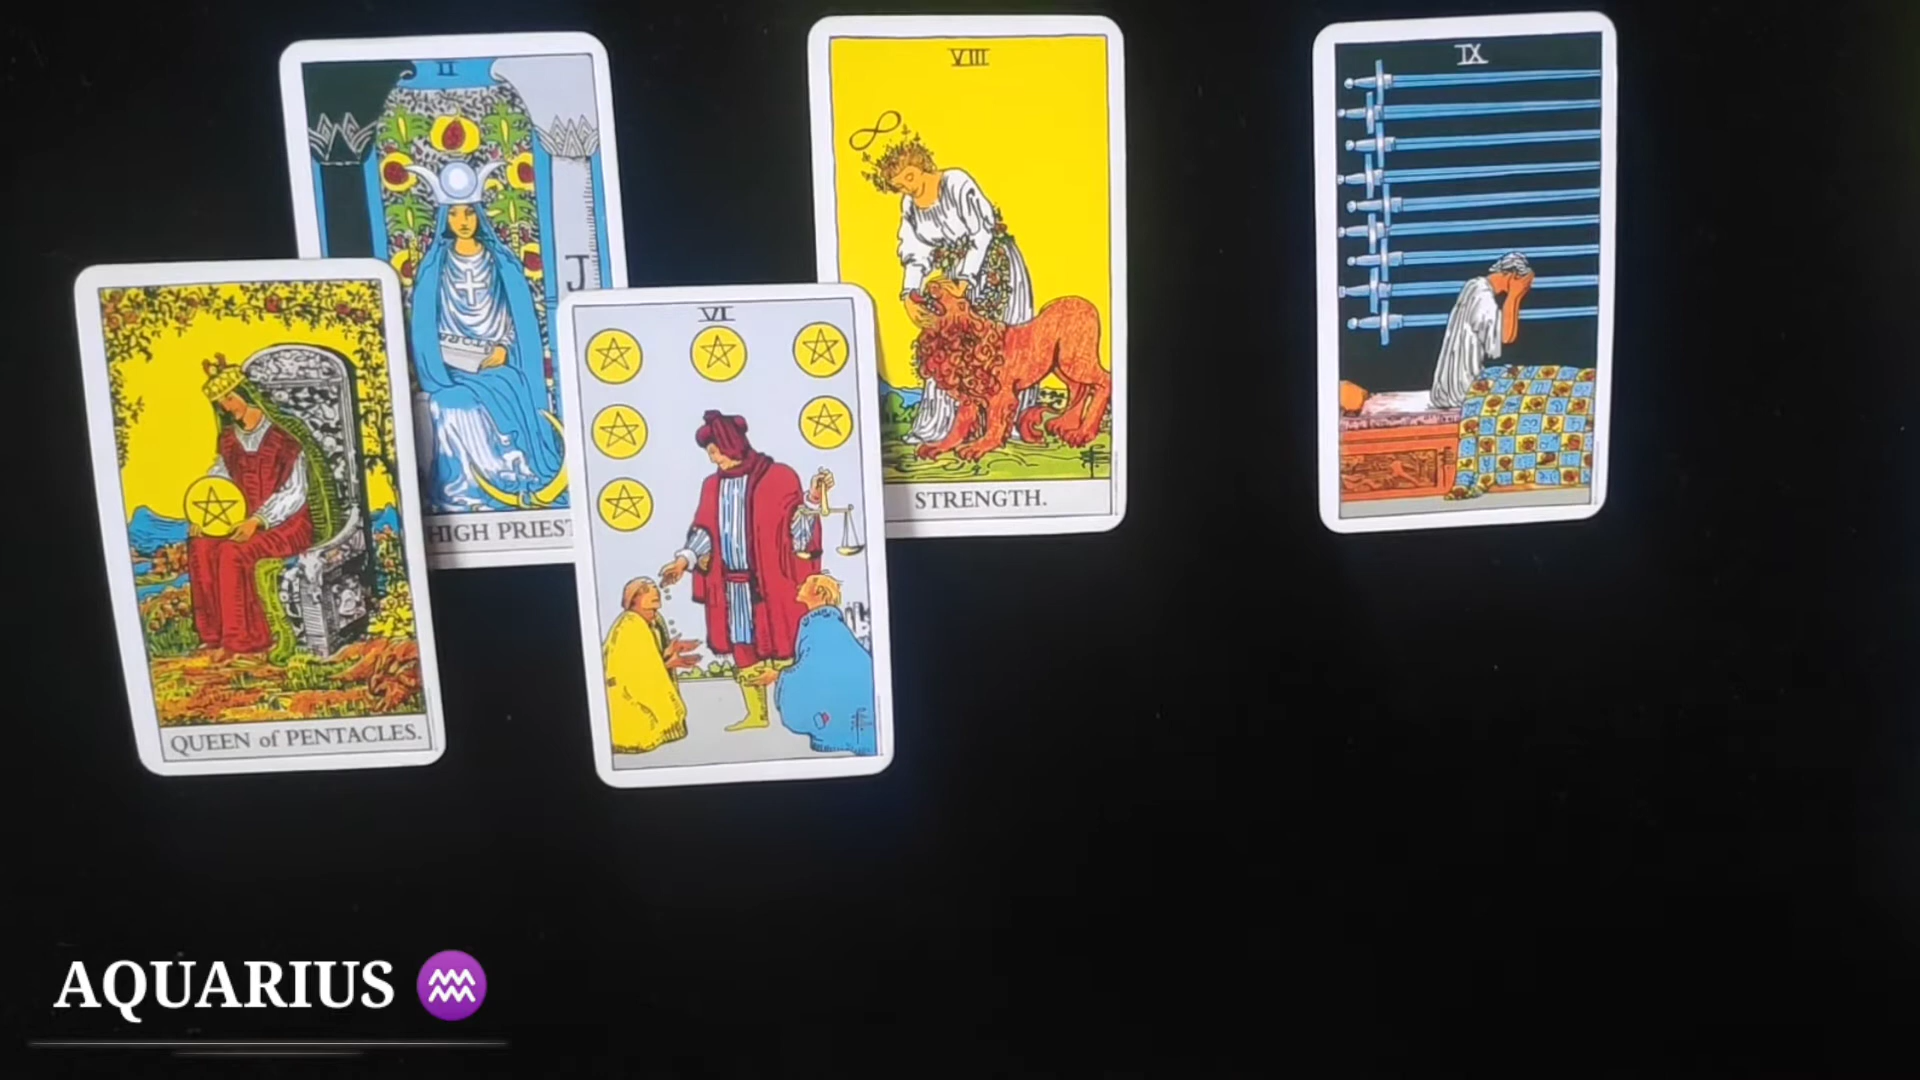 II
J
HIGH PRIEST
VIII
STRENGTH.
IX
QUEEN of PENTACLES.
VI
AQUARIUS ♒